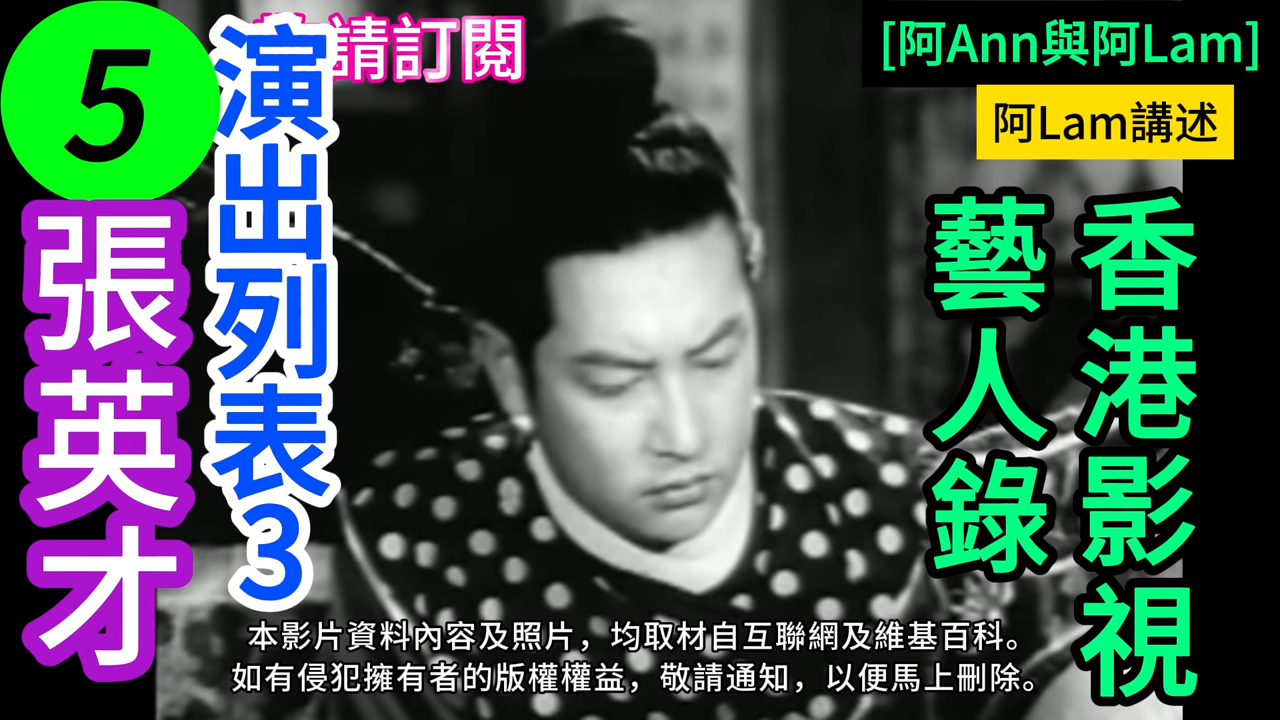 5
張英才
演出列表3
請訂閱
[阿Ann與阿Lam]
阿Lam講述
香港影視
藝人錄
本影片資料內容及照片，均取材自互聯網及維基百科。
如有侵犯擁有者的版權權益，敬請通知，以便馬上刪除。